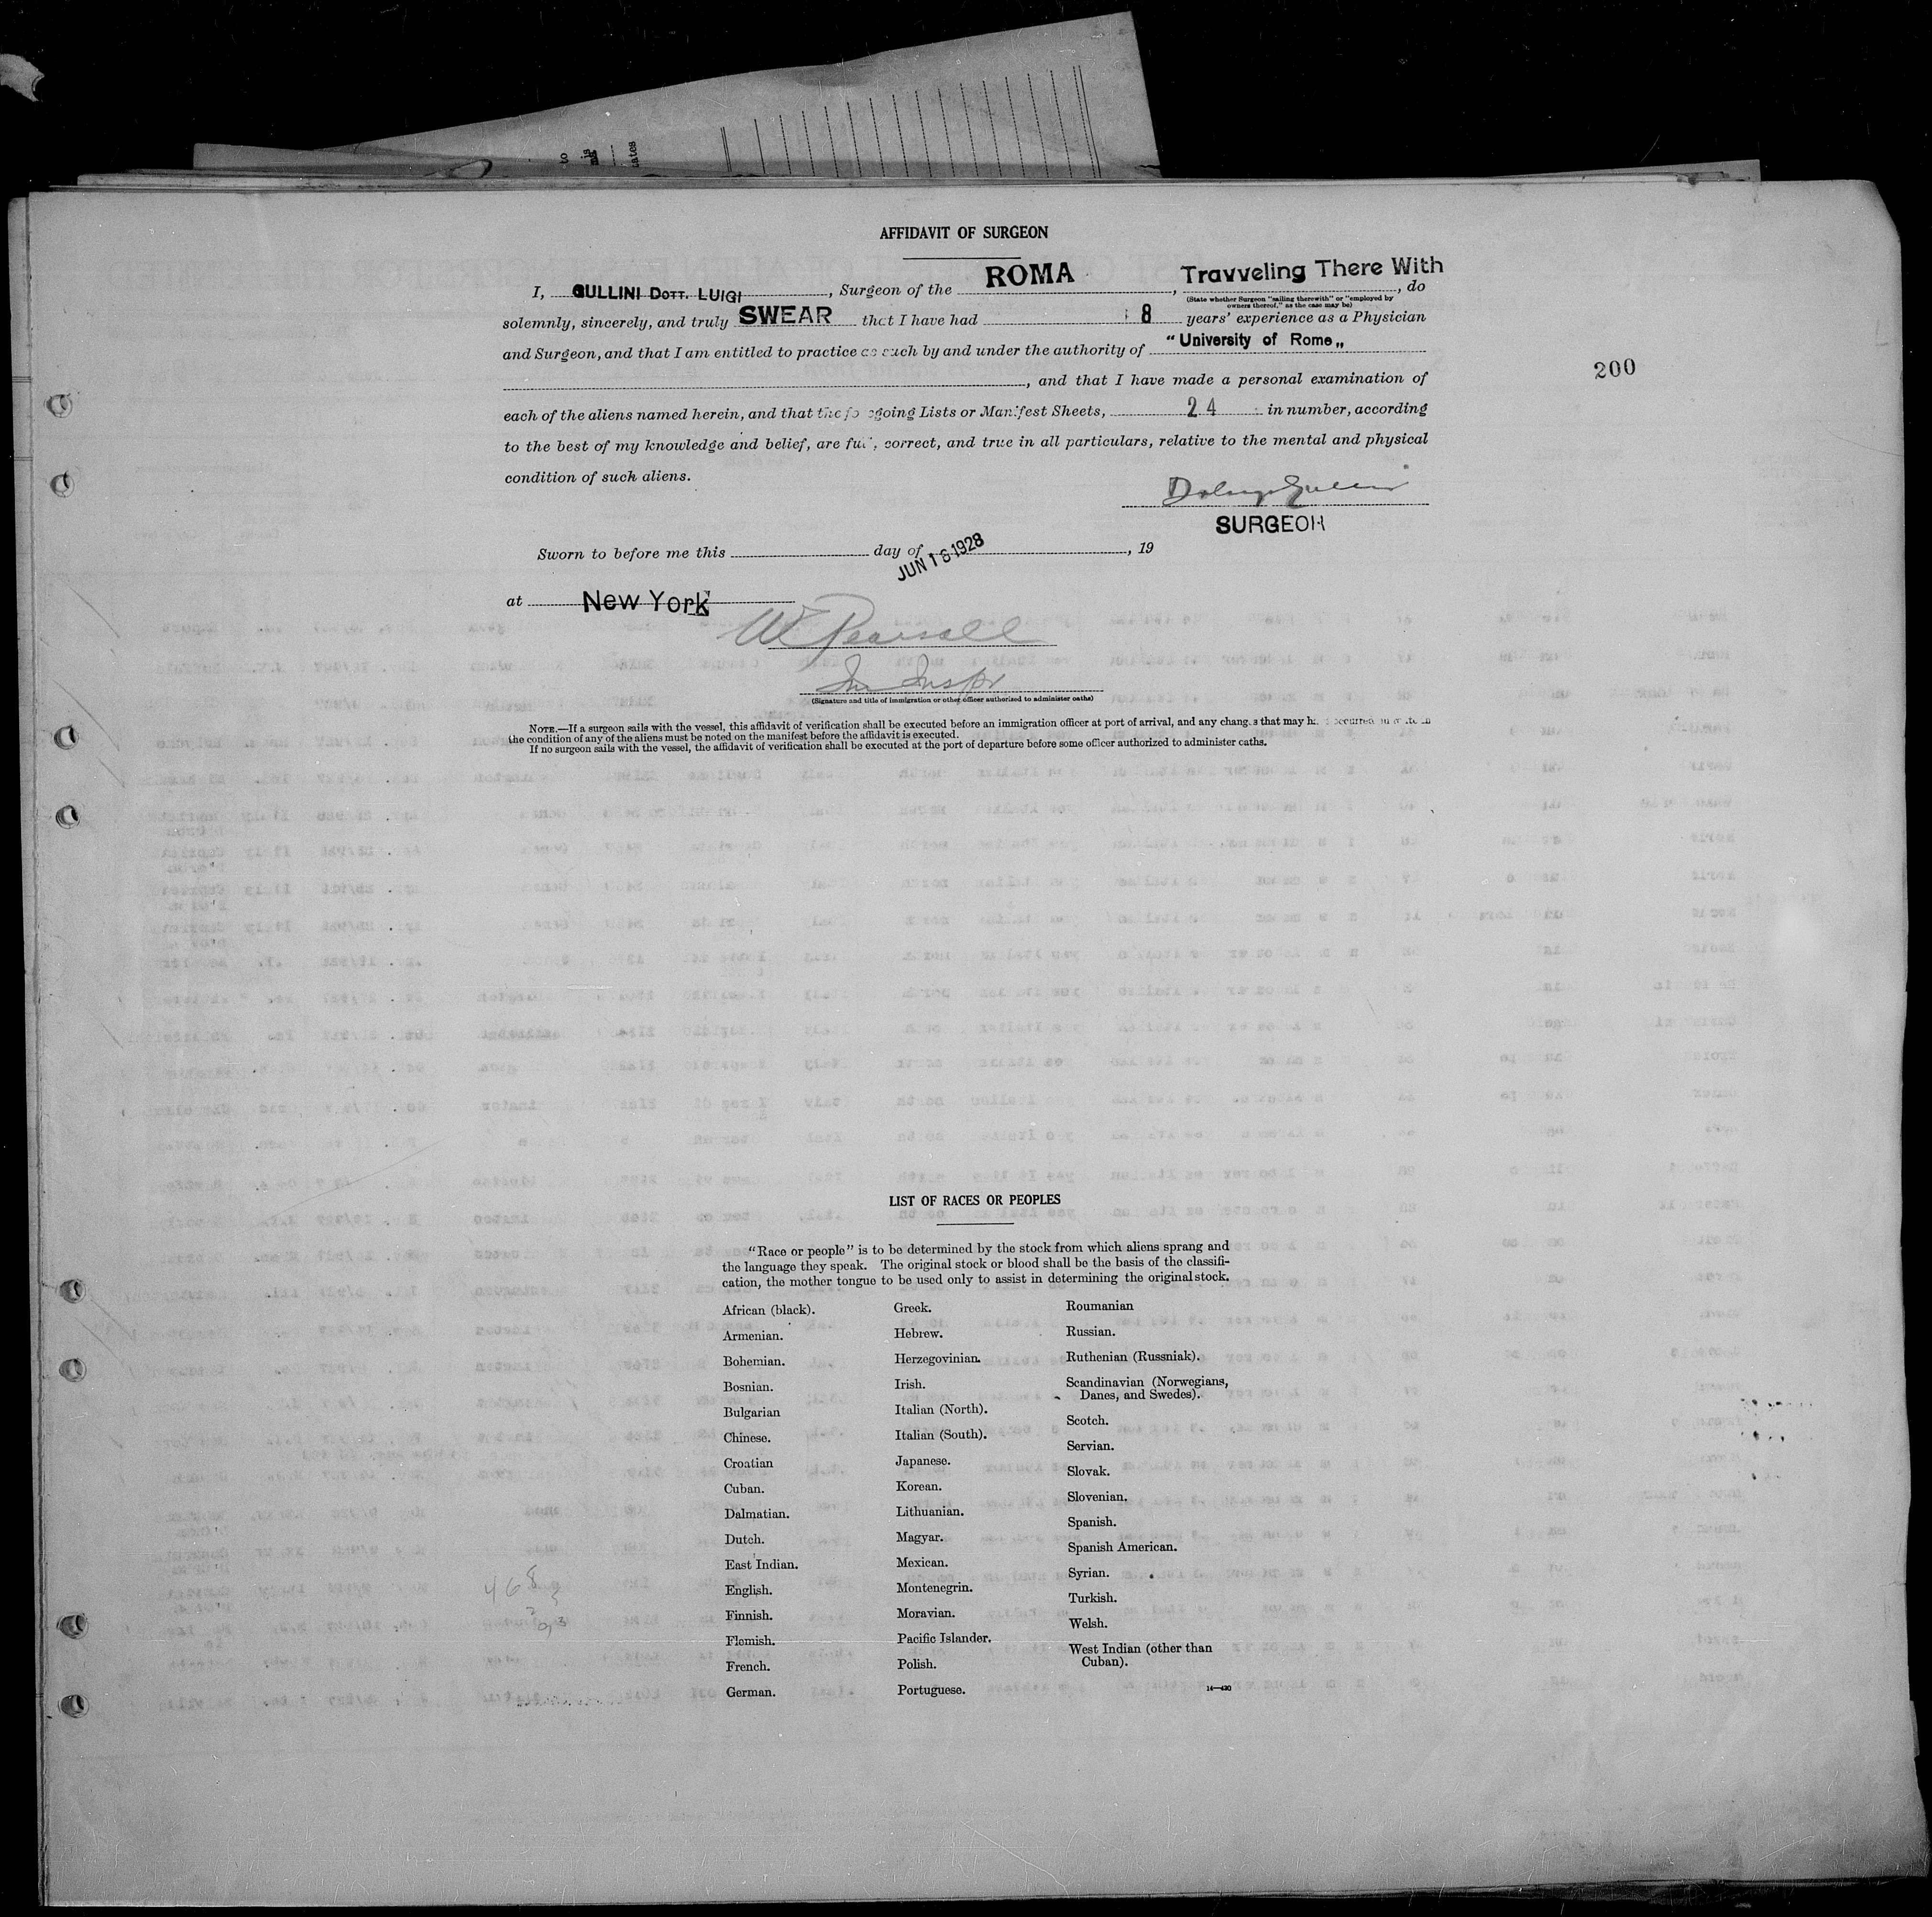 to
is
tates
AFFIDAVIT OF SURGEON
I, GULLINI DOTT. LUIGI, Surgeon of the ROMA, Travveling There With, do
(State whether Surgeon "sailing therewith" or "employed by
owners thereof," as the case may be)
solemnly, sincerely, and truly SWEAR that I have had 8 years' experience as a Physician
and Surgeon, and that I am entitled to practice as such by and under the authority of "University of Rome„
200
, and that I have made a personal examination of
each of the aliens named herein, and that the foregoing Lists or Manifest Sheets, 24 in number, according
to the best of my knowledge and belief, are full, correct, and true in all particulars, relative to the mental and physical
condition of such aliens.
SURGEON
Sworn to before me this day of JUN 18 1928, 19
at New York
W Pearsall
Im Inspr
(Signature and title of immigration or other officer authorized to administer oaths)
NOTE.—If a surgeon sails with the vessel, this affidavit of verification shall be executed before an immigration officer at port of arrival, and any changes that may have occurred in
the condition of any of the aliens must be noted on the manifest before the affidavit is executed.
If no surgeon sails with the vessel, the affidavit of verification shall be executed at the port of departure before some officer authorized to administer oaths.
LIST OF RACES OR PEOPLES
"Race or people" is to be determined by the stock from which aliens sprang and
the language they speak. The original stock or blood shall be the basis of the classifi-
cation, the mother tongue to be used only to assist in determining the original stock.
African (black).
Armenian.
Bohemian.
Bosnian.
Bulgarian
Chinese.
Croatian
Cuban.
Dalmatian.
Dutch.
East Indian.
English.
Finnish.
Flemish.
French.
German.
Greek.
Hebrew.
Herzegovinian.
Irish.
Italian (North).
Italian (South).
Japanese.
Korean.
Lithuanian.
Magyar.
Mexican.
Montenegrin.
Moravian.
Pacific Islander.
Polish.
Portuguese.
Roumanian
Russian.
Ruthenian (Russniak).
Scandinavian (Norwegians,
Danes, and Swedes).
Scotch.
Servian.
Slovak.
Slovenian.
Spanish.
Spanish American.
Syrian.
Turkish.
Welsh.
West Indian (other than
Cuban).
14—430